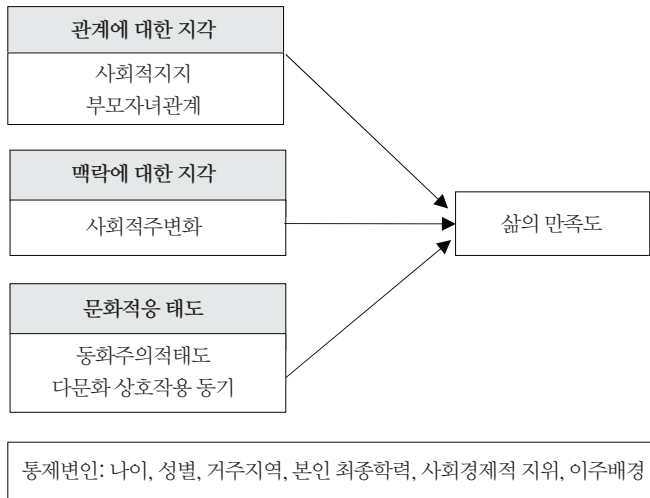 관계에 대한 지각
사회적지지
부모자녀관계
맥락에 대한 지각
사회적주변화
삶의 만족도
문화적응 태도
동화주의적태도
다문화 상호작용 동기
통제변인: 나이, 성별, 거주지역, 본인 최종학력, 사회경제적 지위, 이주배경